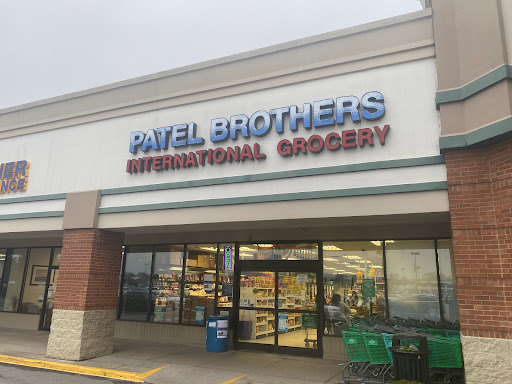 PATEL BROTHERS
INTERNATIONAL GROCERY